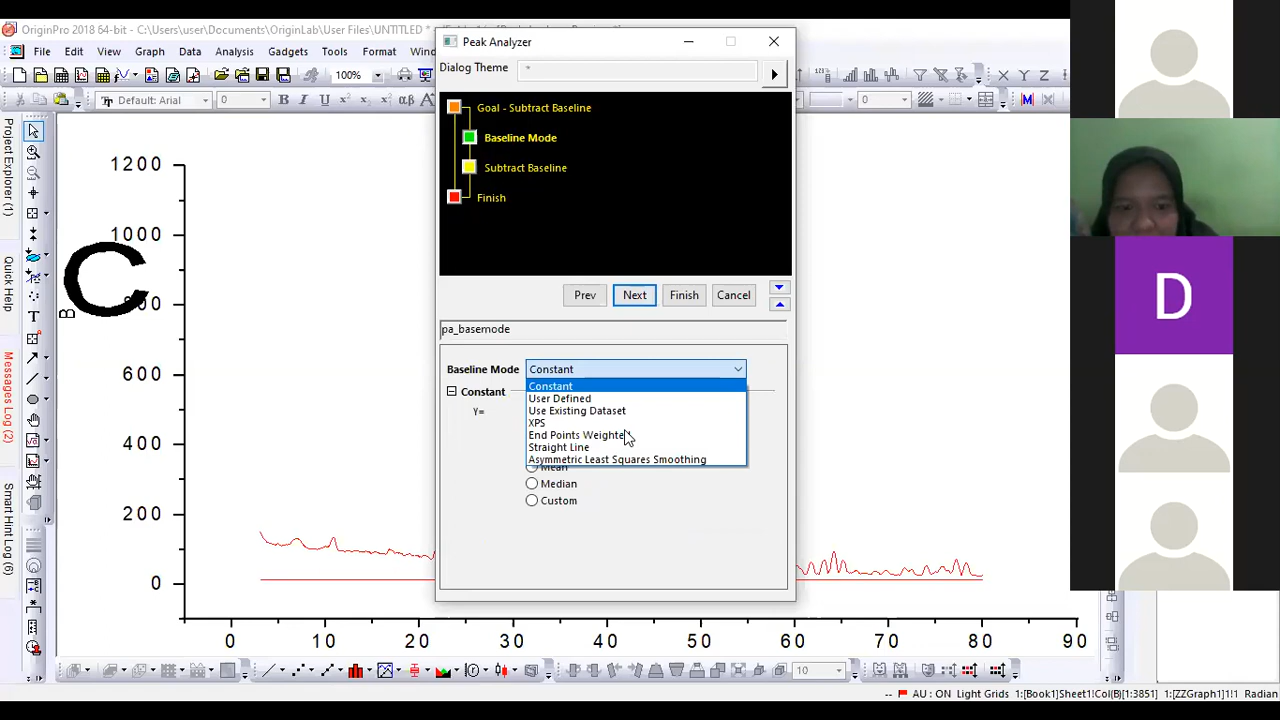 OriginPro 2018 64-bit - C:\Users\user\Documents\OriginLab\User Files\UNTITLED *
File Edit View Graph Data Analysis Gadgets Tools Format
100%
Default: Arial 0 B I U
0
Project Explorer (1)
Quick Help
Messages Log (2)
Smart Hint Log (6)
Peak Analyzer
Dialog Theme *
Goal - Subtract Baseline
Baseline Mode
Subtract Baseline
Finish
Prev Next Finish Cancel
pa_basemode
Baseline Mode Constant
Constant
Constant
User Defined
Use Existing Dataset
XPS
End Points Weighted
Straight Line
Asymmetric Least Squares Smoothing
Y=
Mean
Median
Custom
1200
1000
800
600
400
200
0
C
B
0 10 20 30 40 50 60 70 80 90
D
10
-- AU : ON Light Grids 1:[Book1]Sheet1!Col(B)[1:3851] 1:[ZZGraph1]1!1 Radian